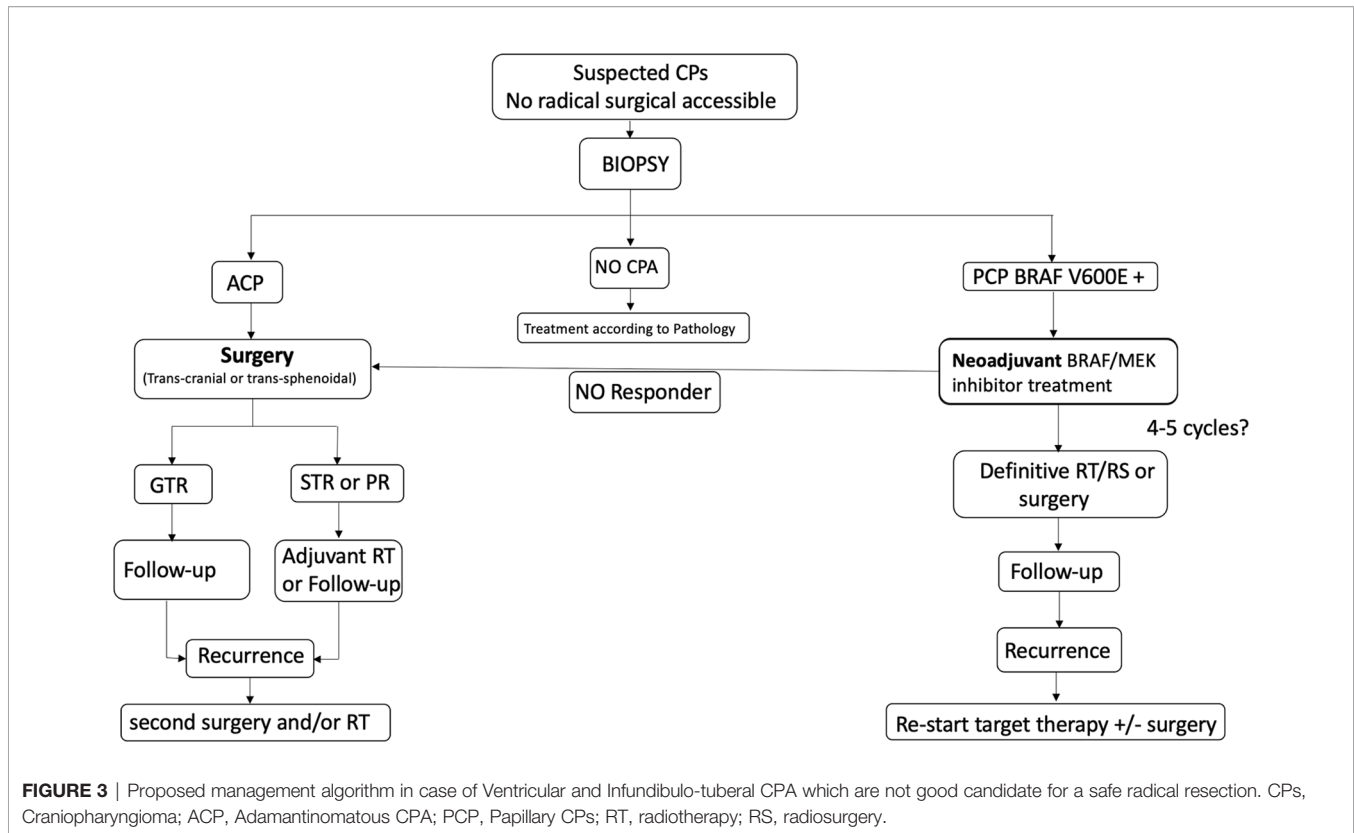 Suspected CPs
No radical surgical accessible
BIOPSY
ACP
NO CPA
PCP BRAF V600E +
Treatment according to Pathology
Surgery
(Trans-cranial or trans-sphenoidal)
NO Responder
Neoadjuvant BRAF/MEK
inhibitor treatment
4-5 cycles?
GTR
STR or PR
Definitive RT/RS or
surgery
Follow-up
Adjuvant RT
or Follow-up
Follow-up
Recurrence
Recurrence
second surgery and/or RT
Re-start target therapy +/- surgery
FIGURE 3 | Proposed management algorithm in case of Ventricular and Infundibulo-tuberal CPA which are not good candidate for a safe radical resection. CPs,
Craniopharyngioma; ACP, Adamantinomatous CPA; PCP, Papillary CPs; RT, radiotherapy; RS, radiosurgery.